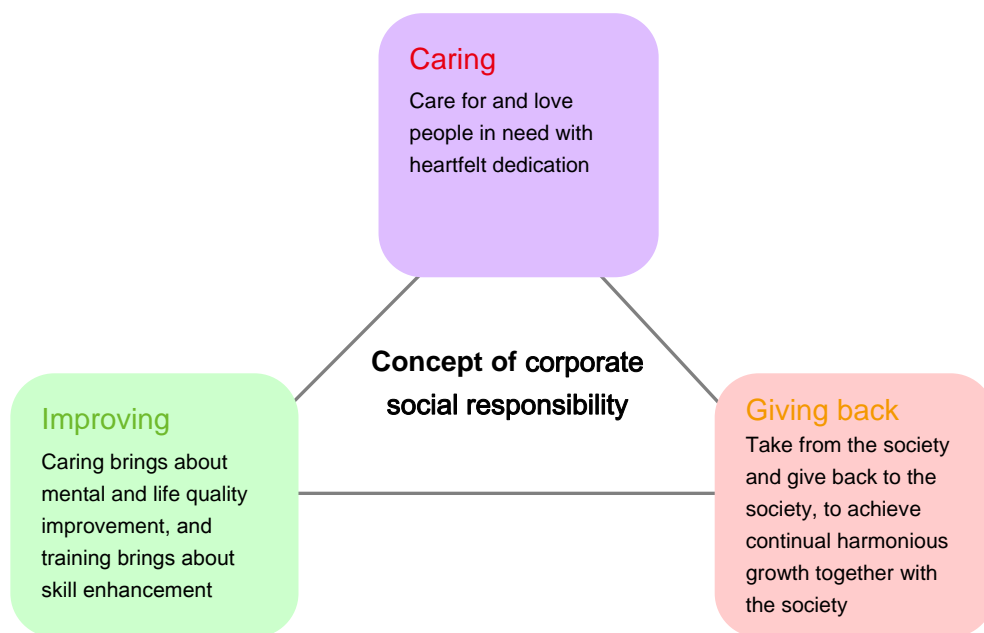 Caring
Care for and love
people in need with
heartfelt dedication
Concept of corporate
social responsibility
Improving
Caring brings about
mental and life quality
improvement, and
training brings about
skill enhancement
Giving back
Take from the society
and give back to the
society, to achieve
continual harmonious
growth together with
the society